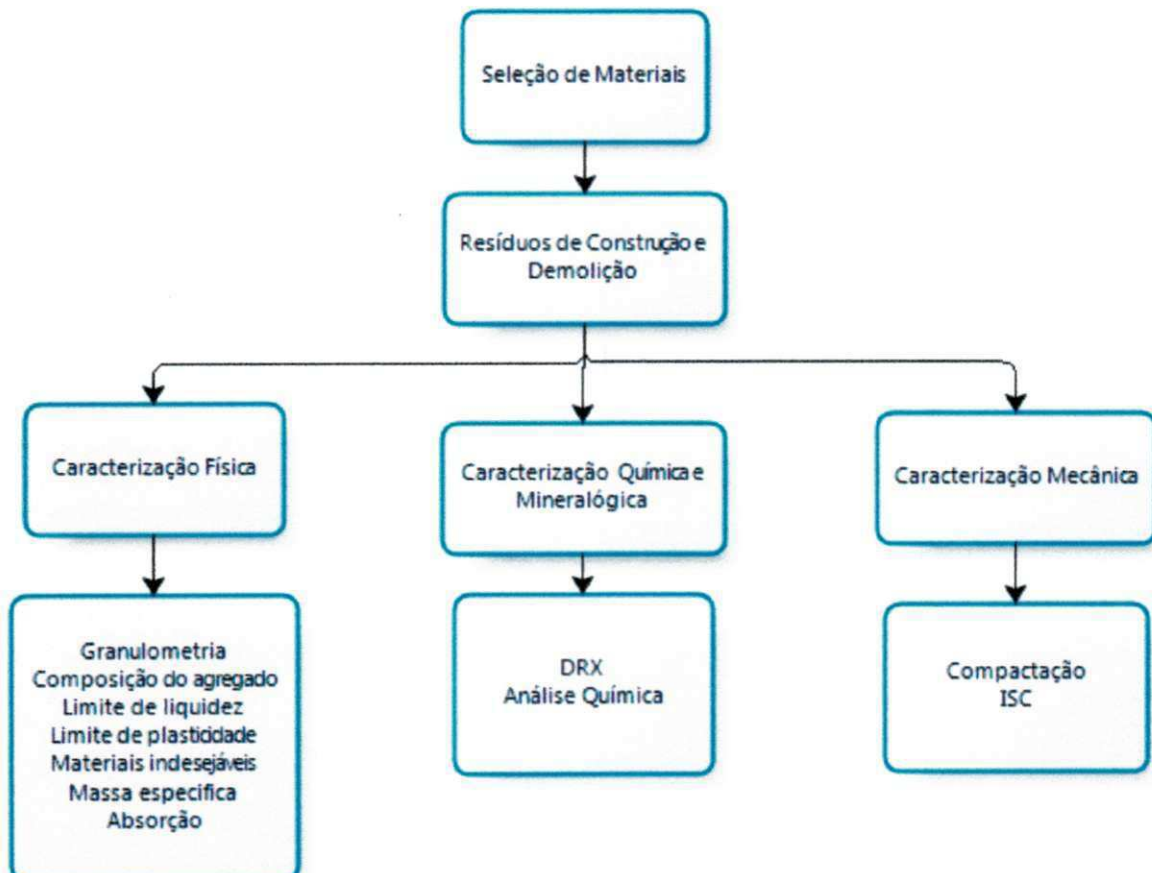 Seleção de Materiais
Resíduos de Construção e
Demolição
Caracterização Física
Caracterização Química e
Mineralógica
Caracterização Mecânica
Granulometria
Composição do agregado
Limite de liquidez
Limite de plasticidade
Materiais indesejáveis
Massa especifica
Absorção
DRX
Análise Química
Compactação
ISC